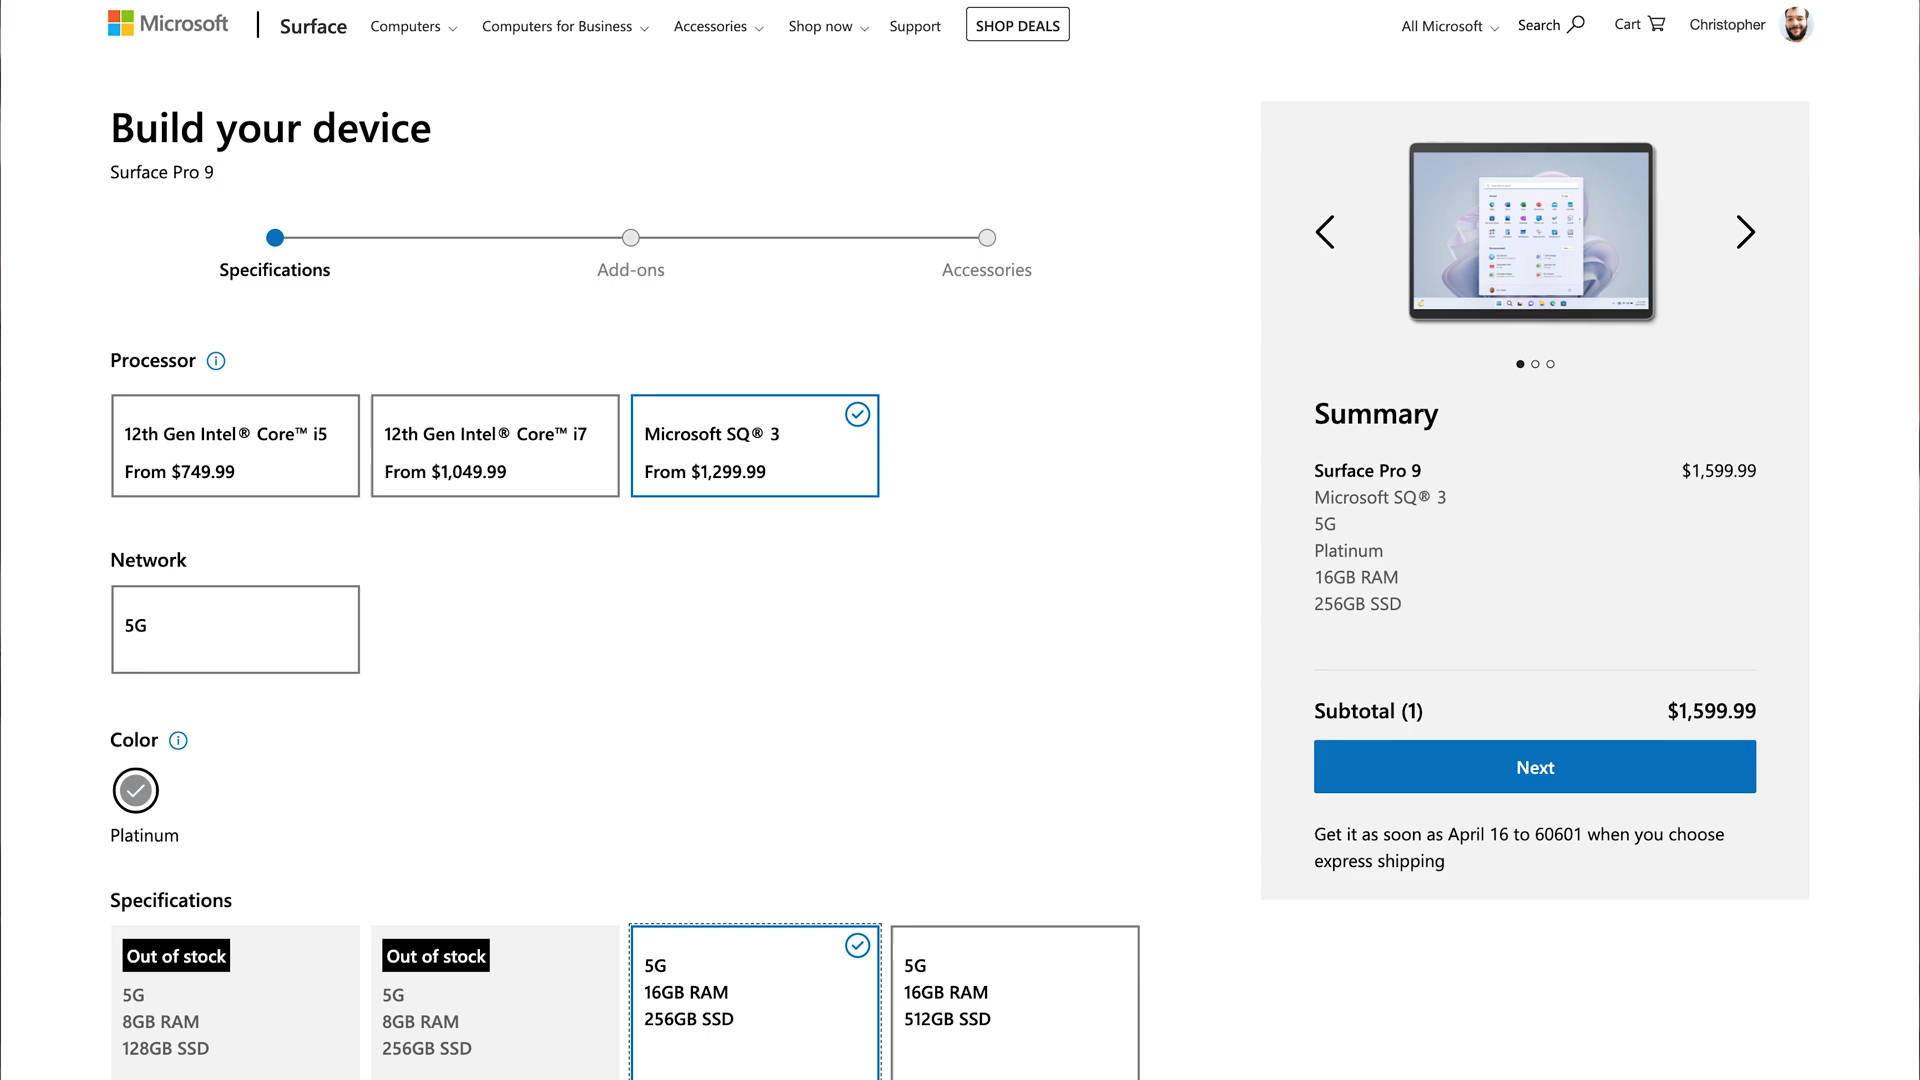 Microsoft
Surface
Computers
Computers for Business
Accessories
Shop now
Support
SHOP DEALS
All Microsoft
Search
Cart
Christopher
Build your device
Surface Pro 9
Specifications
Add-ons
Accessories
Processor
12th Gen Intel® Core™ i5
From $749.99
12th Gen Intel® Core™ i7
From $1,049.99
Microsoft SQ® 3
From $1,299.99
Network
5G
Color
Platinum
Specifications
Out of stock
5G
8GB RAM
128GB SSD
Out of stock
5G
8GB RAM
256GB SSD
5G
16GB RAM
256GB SSD
5G
16GB RAM
512GB SSD
Summary
Surface Pro 9 $1,599.99
Microsoft SQ® 3
5G
Platinum
16GB RAM
256GB SSD
Subtotal (1) $1,599.99
Next
Get it as soon as April 16 to 60601 when you choose
express shipping